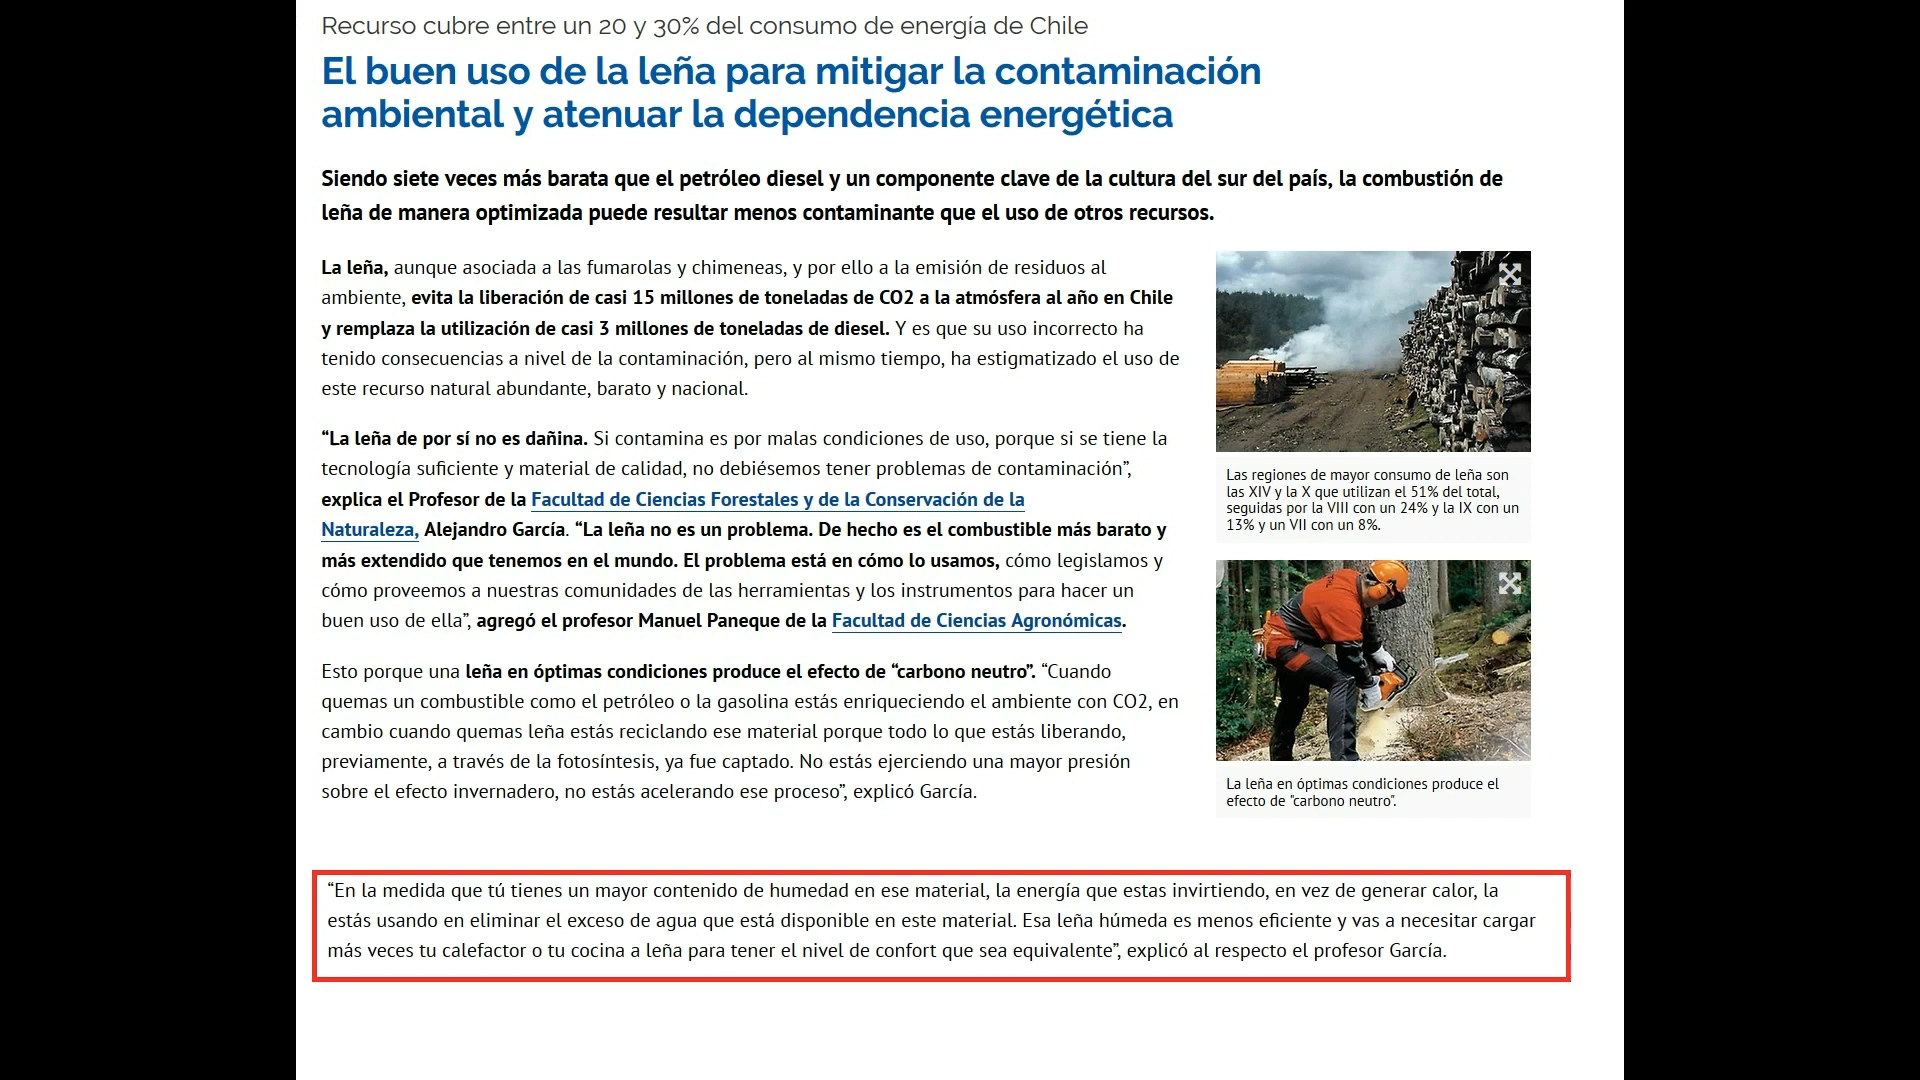 Recurso cubre entre un 20 y 30% del consumo de energía de Chile
El buen uso de la leña para mitigar la contaminación
ambiental y atenuar la dependencia energética
Siendo siete veces más barata que el petróleo diesel y un componente clave de la cultura del sur del país, la combustión de
leña de manera optimizada puede resultar menos contaminante que el uso de otros recursos.
La leña, aunque asociada a las fumarolas y chimeneas, y por ello a la emisión de residuos al
ambiente, evita la liberación de casi 15 millones de toneladas de CO2 a la atmósfera al año en Chile
y remplaza la utilización de casi 3 millones de toneladas de diesel. Y es que su uso incorrecto ha
tenido consecuencias a nivel de la contaminación, pero al mismo tiempo, ha estigmatizado el uso de
este recurso natural abundante, barato y nacional.
“La leña de por sí no es dañina. Si contamina es por malas condiciones de uso, porque si se tiene la
tecnología suficiente y material de calidad, no debiésemos tener problemas de contaminación”,
explica el Profesor de la Facultad de Ciencias Forestales y de la Conservación de la
Naturaleza, Alejandro García. “La leña no es un problema. De hecho es el combustible más barato y
más extendido que tenemos en el mundo. El problema está en cómo lo usamos, cómo legislamos y
cómo proveemos a nuestras comunidades de las herramientas y los instrumentos para hacer un
buen uso de ella”, agregó el profesor Manuel Paneque de la Facultad de Ciencias Agronómicas.
Esto porque una leña en óptimas condiciones produce el efecto de “carbono neutro”. “Cuando
quemas un combustible como el petróleo o la gasolina estás enriqueciendo el ambiente con CO2, en
cambio cuando quemas leña estás reciclando ese material porque todo lo que estás liberando,
previamente, a través de la fotosíntesis, ya fue captado. No estás ejerciendo una mayor presión
sobre el efecto invernadero, no estás acelerando ese proceso”, explicó García.
Las regiones de mayor consumo de leña son
las XIV y la X que utilizan el 51% del total,
seguidas por la VIII con un 24% y la IX con un
13% y un VII con un 8%.
La leña en óptimas condiciones produce el
efecto de "carbono neutro".
“En la medida que tú tienes un mayor contenido de humedad en ese material, la energía que estas invirtiendo, en vez de generar calor, la
estás usando en eliminar el exceso de agua que está disponible en este material. Esa leña húmeda es menos eficiente y vas a necesitar cargar
más veces tu calefactor o tu cocina a leña para tener el nivel de confort que sea equivalente”, explicó al respecto el profesor García.